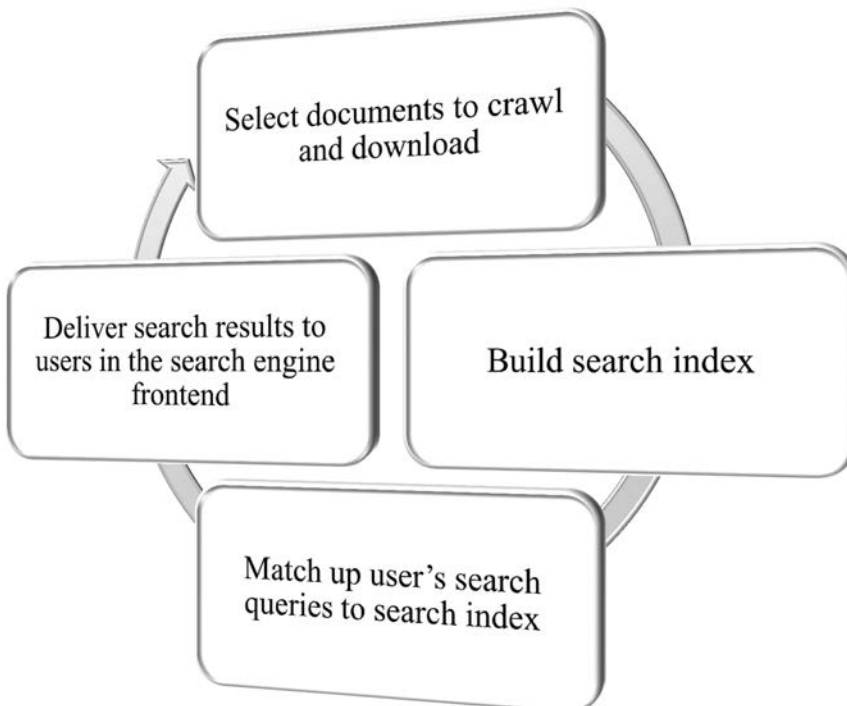 Select documents to crawl
and download
Build search index
Match up user’s search
queries to search index
Deliver search results to
users in the search engine
frontend